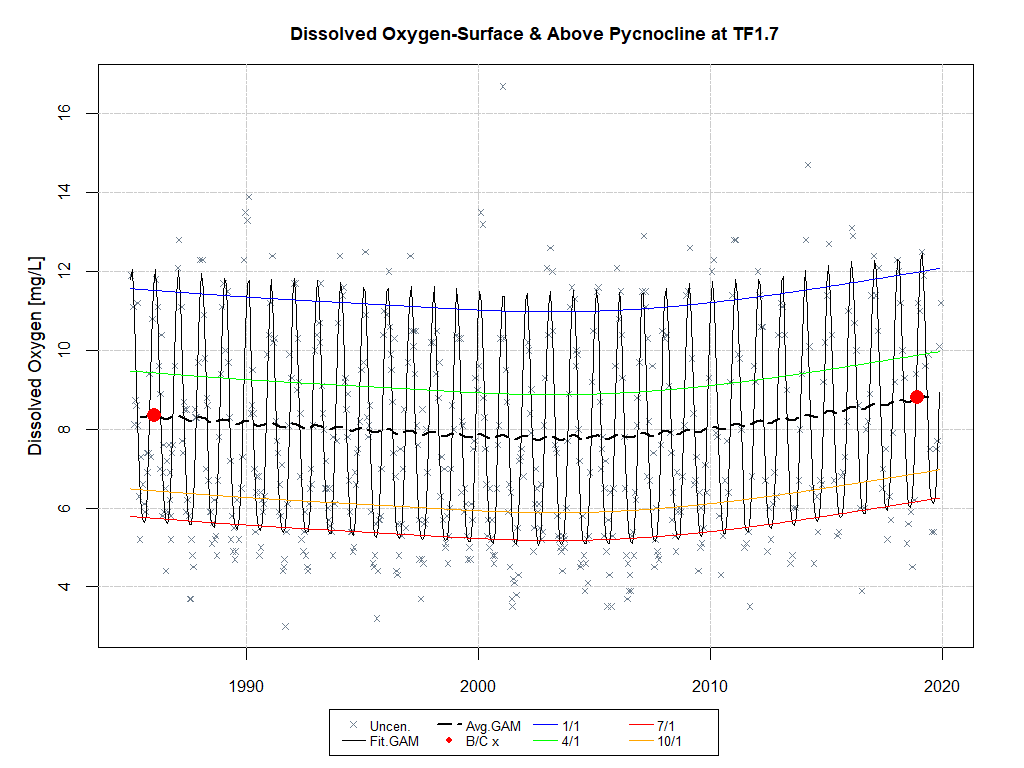 Dissolved Oxygen-Surface & Above Pycnocline at TF1.7
Dissolved Oxygen [mg/L]
16
14
12
10
8
6
4
1990 2000 2010 2020
Uncen. Avg.GAM 1/1 7/1
Fit.GAM B/C x 4/1 10/1